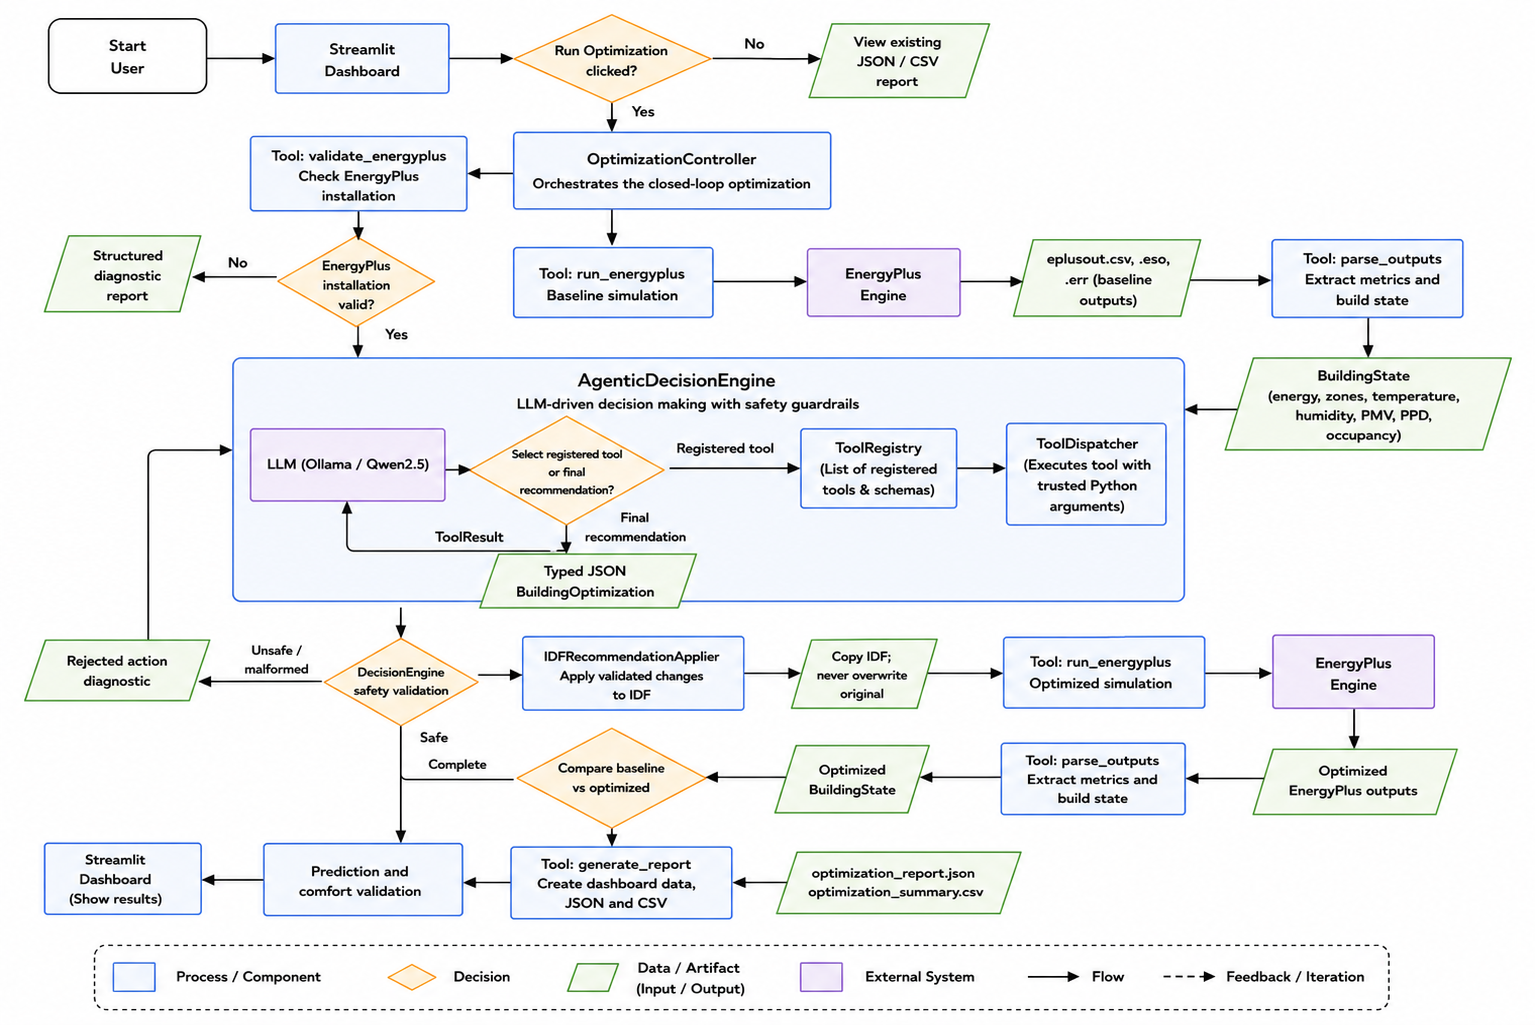 Start
User
Streamlit
Dashboard
Run Optimization
clicked?
No
View existing
JSON / CSV
report
Yes
Tool: validate_energyplus
Check EnergyPlus
installation
OptimizationController
Orchestrates the closed-loop optimization
Structured
diagnostic
report
No
EnergyPlus
installation
valid?
Yes
Tool: run_energyplus
Baseline simulation
EnergyPlus
Engine
eplusout.csv, .eso,
.err (baseline
outputs)
Tool: parse_outputs
Extract metrics and
build state
BuildingState
(energy, zones, temperature,
humidity, PMV, PPD,
occupancy)
AgenticDecisionEngine
LLM-driven decision making with safety guardrails
LLM (Ollama / Qwen2.5)
Select registered tool
or final
recommendation?
Registered tool
ToolRegistry
(List of registered
tools & schemas)
ToolDispatcher
(Executes tool with
trusted Python
arguments)
ToolResult
Final
recommendation
Typed JSON
BuildingOptimization
Rejected action
diagnostic
Unsafe /
malformed
DecisionEngine
safety validation
IDFRecommendationApplier
Apply validated changes
to IDF
Copy IDF;
never overwrite
original
Tool: run_energyplus
Optimized simulation
EnergyPlus
Engine
Safe
Complete
Compare baseline
vs optimized
Optimized
BuildingState
Tool: parse_outputs
Extract metrics and
build state
Optimized
EnergyPlus outputs
Streamlit
Dashboard
(Show results)
Prediction and
comfort validation
Tool: generate_report
Create dashboard data,
JSON and CSV
optimization_report.json
optimization_summary.csv
Process / Component
Decision
Data / Artifact
(Input / Output)
External System
Flow
Feedback / Iteration